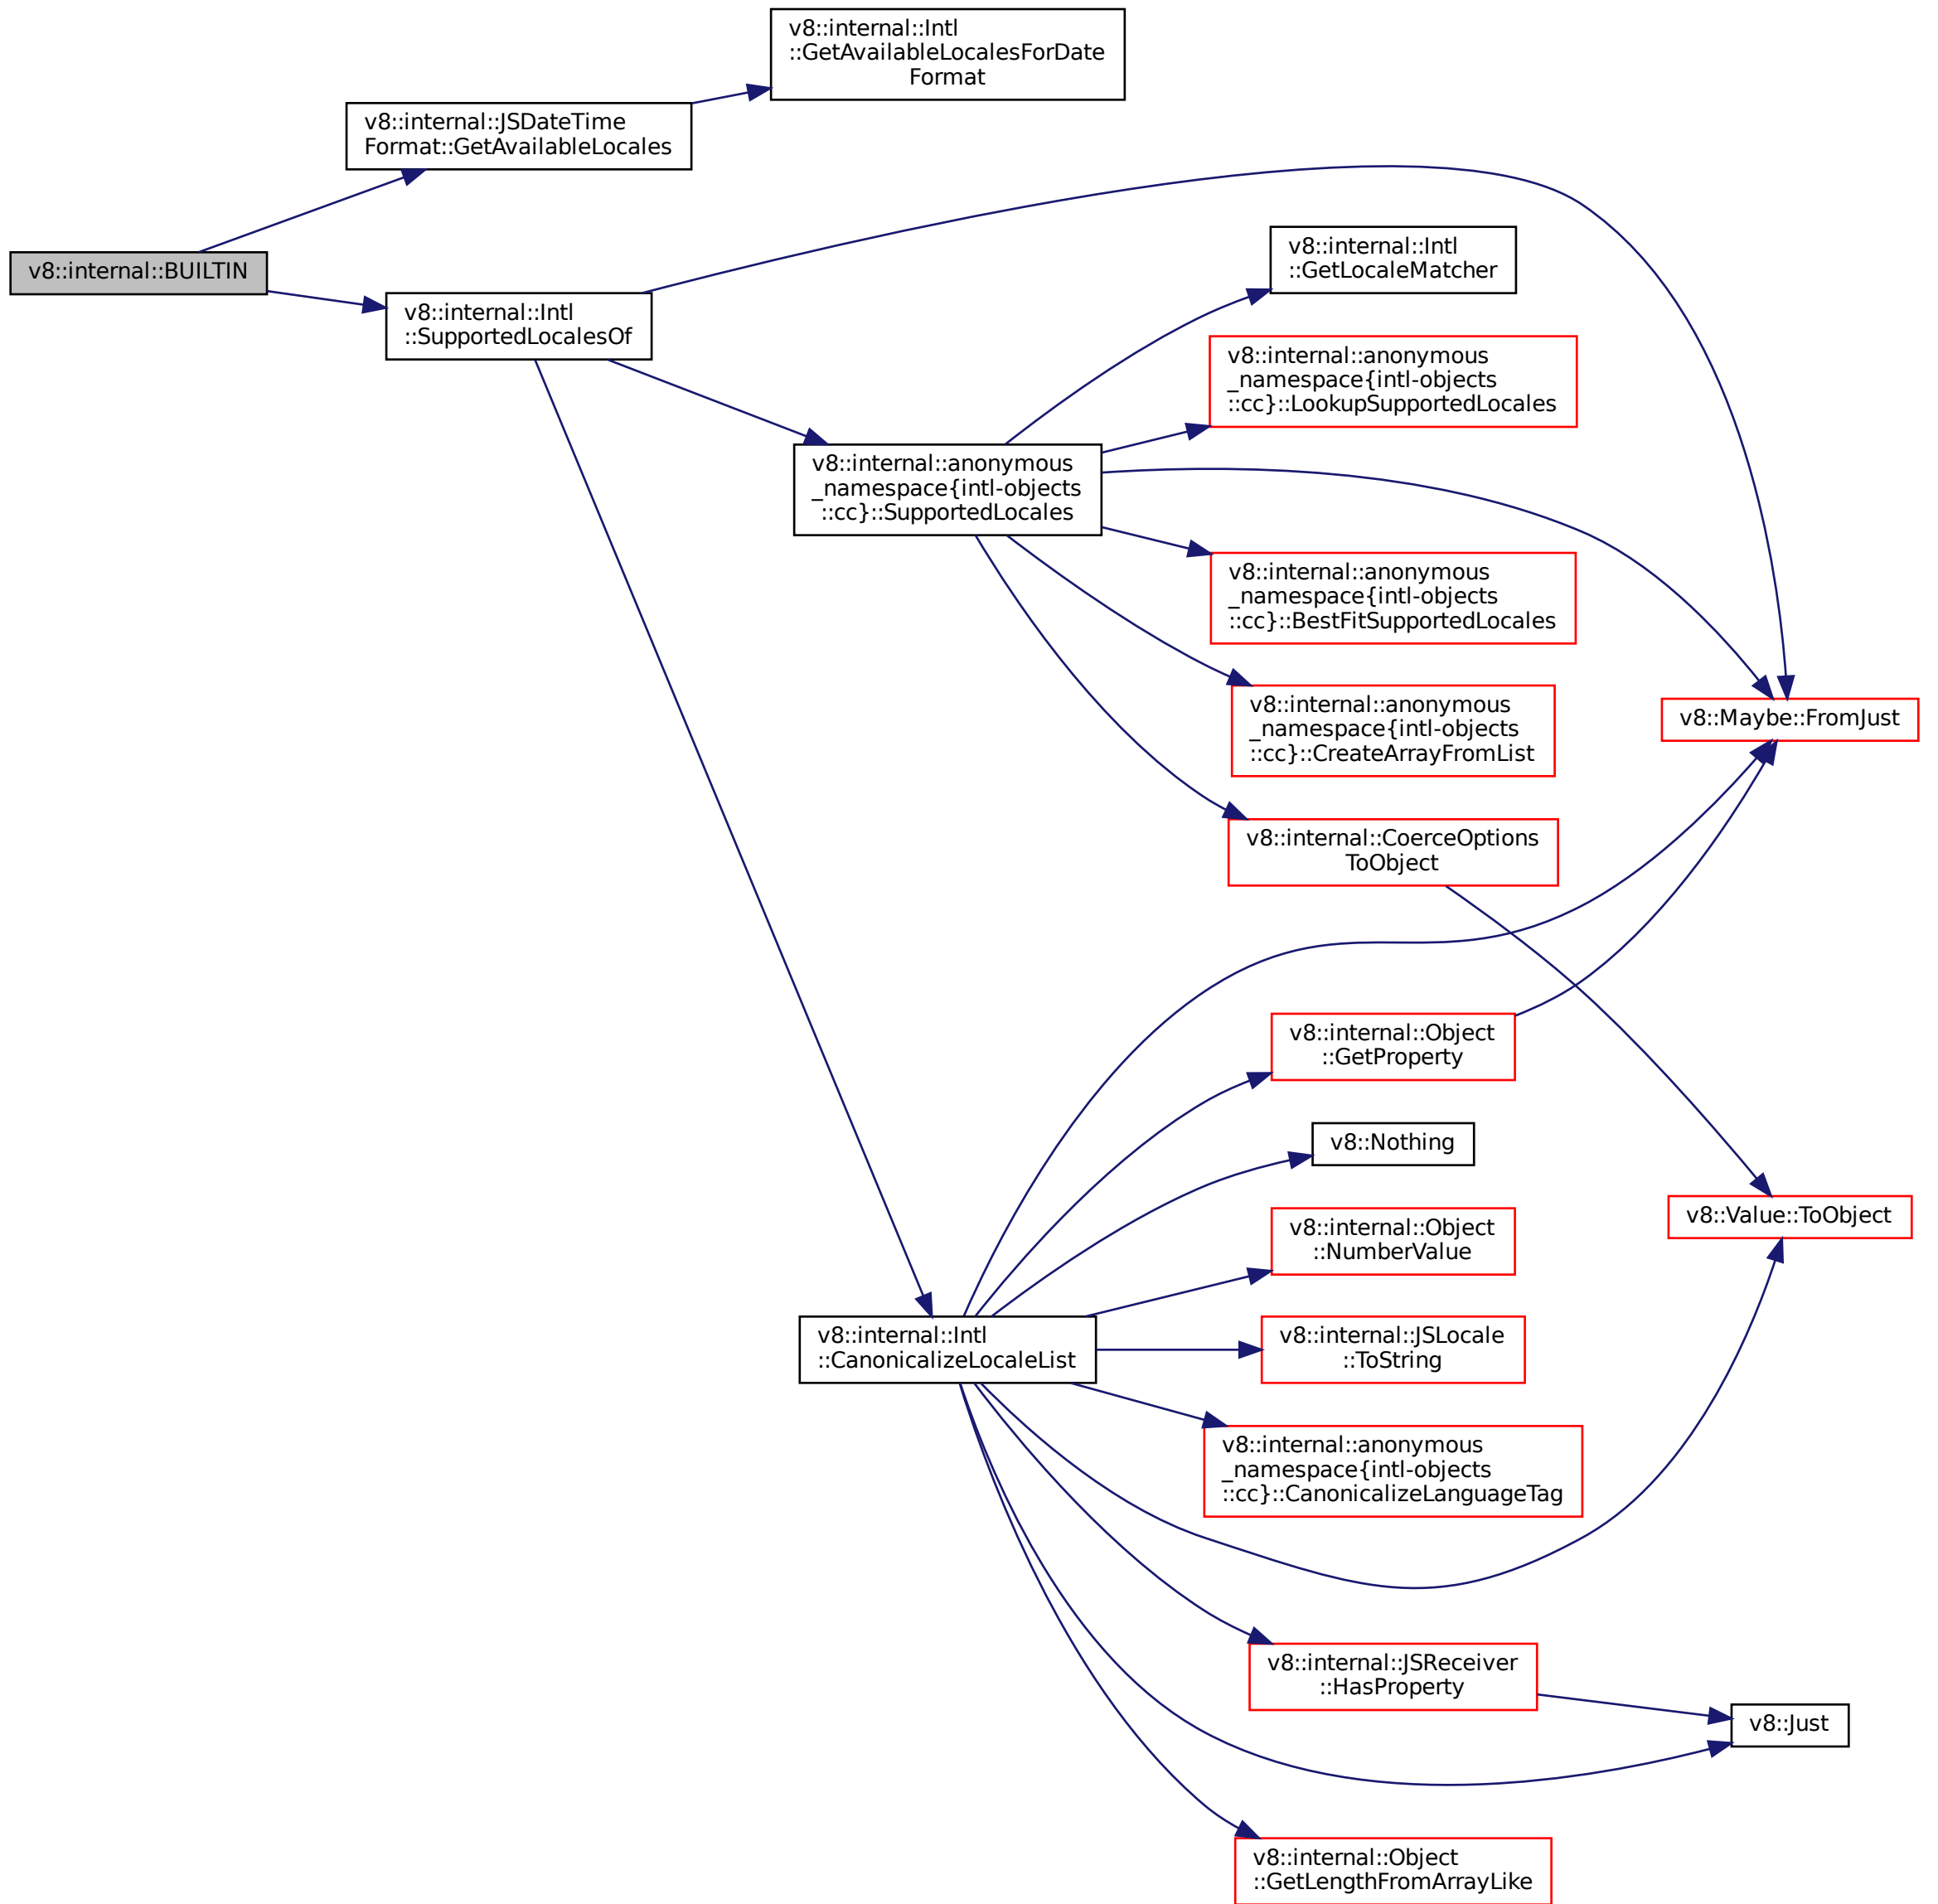 v8::internal::Intl
::GetAvailableLocalesForDate
Format
v8::internal::JSDateTime
Format::GetAvailableLocales
v8::internal::BUILTIN
v8::internal::Intl
::SupportedLocalesOf
v8::internal::Intl
::GetLocaleMatcher
v8::internal::anonymous
_namespace{intl-objects
::cc}::LookupSupportedLocales
v8::internal::anonymous
_namespace{intl-objects
::cc}::SupportedLocales
v8::internal::anonymous
_namespace{intl-objects
::cc}::BestFitSupportedLocales
v8::internal::anonymous
_namespace{intl-objects
::cc}::CreateArrayFromList
v8::Maybe::FromJust
v8::internal::CoerceOptions
ToObject
v8::internal::Object
::GetProperty
v8::Nothing
v8::internal::Object
::NumberValue
v8::Value::ToObject
v8::internal::Intl
::CanonicalizeLocaleList
v8::internal::JSLocale
::ToString
v8::internal::anonymous
_namespace{intl-objects
::cc}::CanonicalizeLanguageTag
v8::internal::JSReceiver
::HasProperty
v8::Just
v8::internal::Object
::GetLengthFromArrayLike